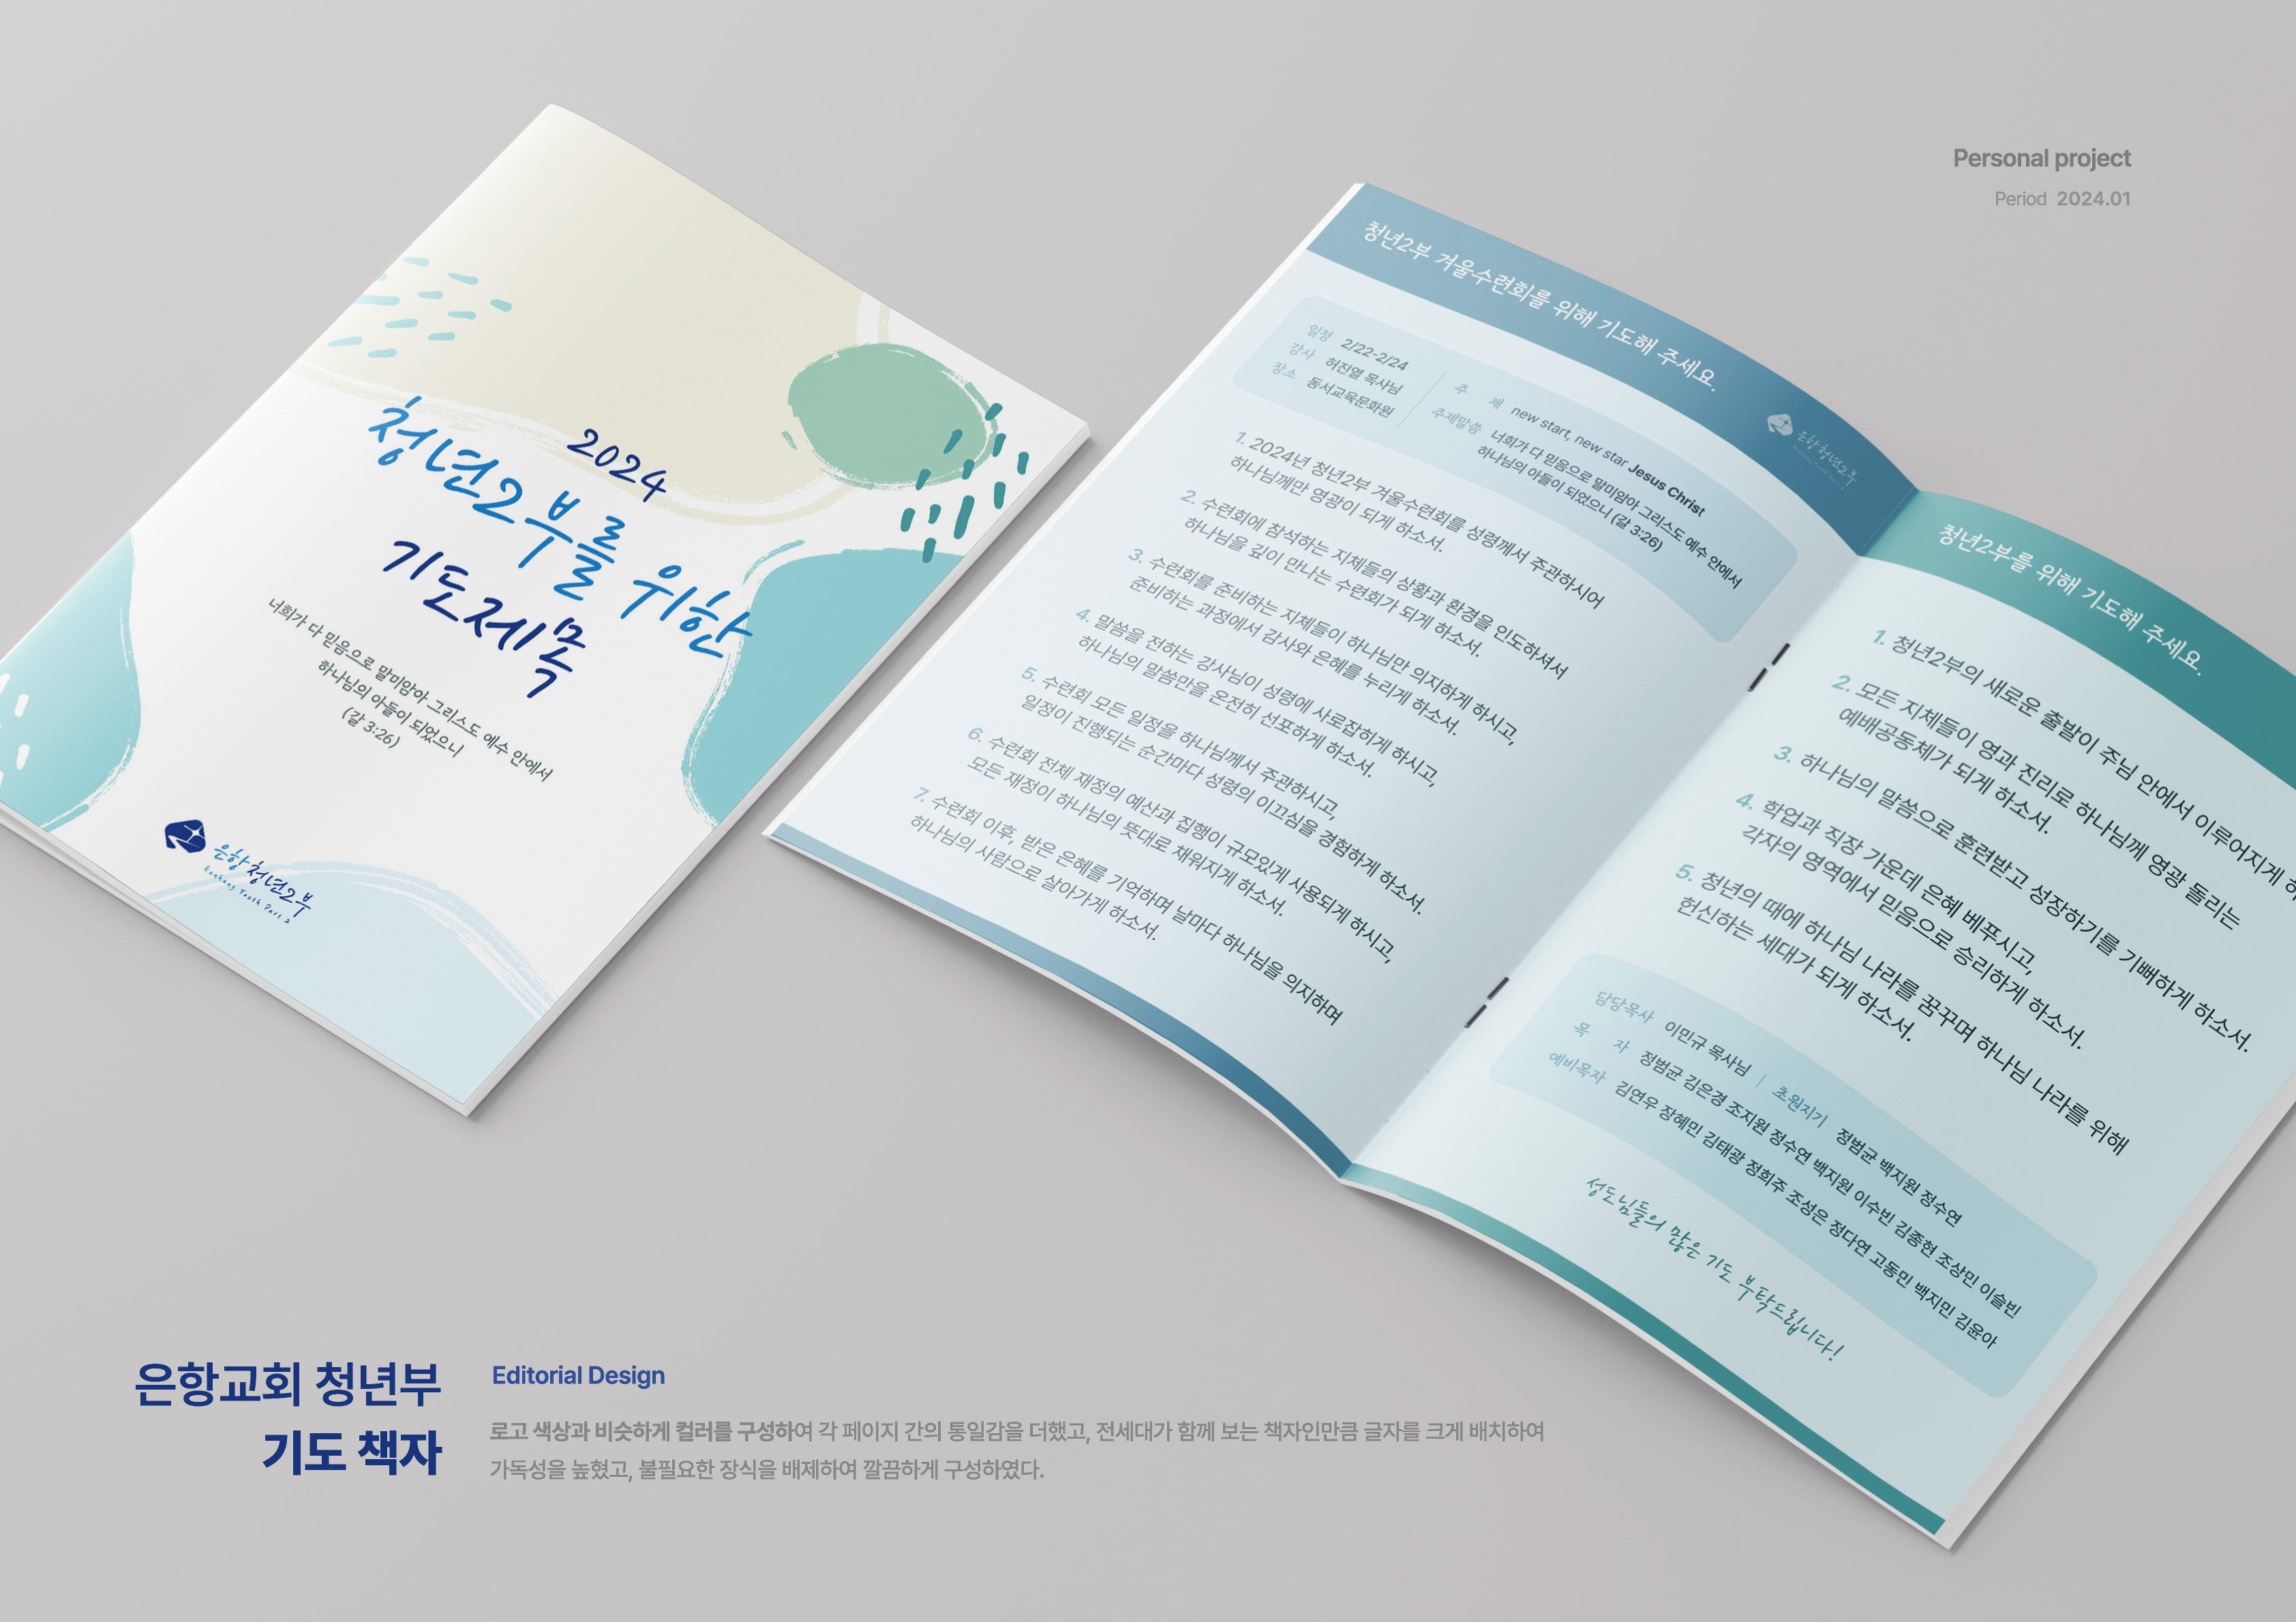 Personal project
Period 2024.01
2024
청년2부를 위한
기도제목
너희가 다 믿음으로 말미암아 그리스도 예수 안에서
하나님의 아들이 되었으니
(갈 3:26)
은항청년2부
Eunhang Youth Part 2
청년2부 겨울수련회를 위해 기도해 주세요.
은항청년2부
일정 2/22-2/24
강사 허진열 목사님
장소 동서교육문화원
주 제 new start, new star Jesus Christ
주제말씀 너희가 다 믿음으로 말미암아 그리스도 예수 안에서
하나님의 아들이 되었으니 (갈 3:26)
1. 2024년 청년2부 겨울수련회를 성령께서 주관하시어
하나님께만 영광이 되게 하소서.
2. 수련회에 참석하는 지체들의 상황과 환경을 인도하셔서
하나님을 깊이 만나는 수련회가 되게 하소서.
3. 수련회를 준비하는 지체들이 하나님만 의지하게 하시고,
준비하는 과정에서 감사와 은혜를 누리게 하소서.
4. 말씀을 전하는 강사님이 성령에 사로잡히게 하시고,
하나님의 말씀만을 온전히 선포하게 하소서.
5. 수련회 모든 일정을 하나님께서 주관하시고,
일정이 진행되는 순간마다 성령의 이끄심을 경험하게 하소서.
6. 수련회 전체 재정의 예산과 집행이 규모있게 사용되게 하시고,
모든 재정이 하나님의 뜻대로 채워지게 하소서.
7. 수련회 이후, 받은 은혜를 기억하며 날마다 하나님을 의지하며
하나님의 사람으로 살아가게 하소서.
청년2부를 위해 기도해 주세요.
1. 청년2부의 새로운 출발이 주님 안에서 이루어지게 하
2. 모든 지체들이 영과 진리로 하나님께 영광 돌리는
예배공동체가 되게 하소서.
3. 하나님의 말씀으로 훈련받고 성장하기를 기뻐하게 하소서.
4. 학업과 직장 가운데 은혜 베푸시고,
각자의 영역에서 믿음으로 승리하게 하소서.
5. 청년의 때에 하나님 나라를 꿈꾸며 하나님 나라를 위해
헌신하는 세대가 되게 하소서.
담당목사 이민규 목사님 | 초원지기 정범균 백지원 정수연
목 자 정범균 김은경 조지원 정수연 백지원 이수빈 김종현 조상민 이슬빈
예비목자 김연우 장혜민 김태광 정희주 조성은 정다연 고동민 백지민 김윤아
성도님들의 많은 기도 부탁드립니다!
은항교회 청년부
기도 책자
Editorial Design
로고 색상과 비슷하게 컬러를 구성하여 각 페이지 간의 통일감을 더했고, 전세대가 함께 보는 책자인만큼 글자를 크게 배치하여
가독성을 높혔고, 불필요한 장식을 배제하여 깔끔하게 구성하였다.